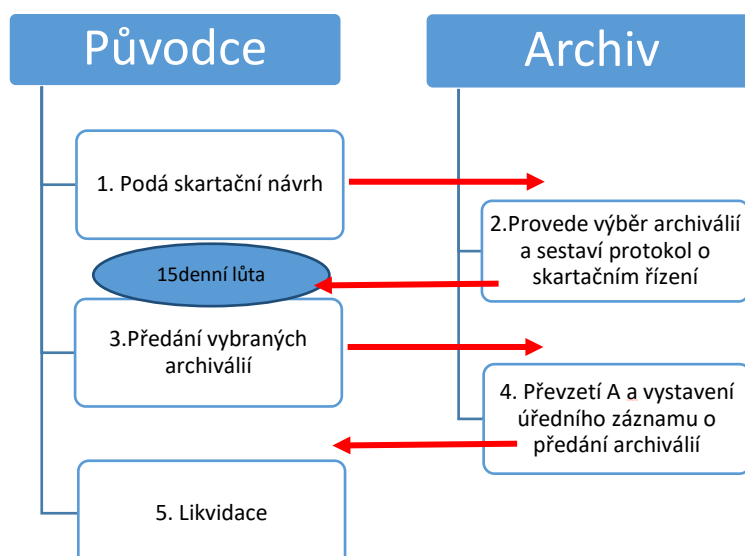 Původce
Archiv
1. Podá skartační návrh
2.Provede výběr archiválií
a sestaví protokol o
skartačním řízení
15denní lůta
3.Předání vybraných
archiválií
4. Převzetí A a vystavení
úředního záznamu o
předání archiválií
5. Likvidace